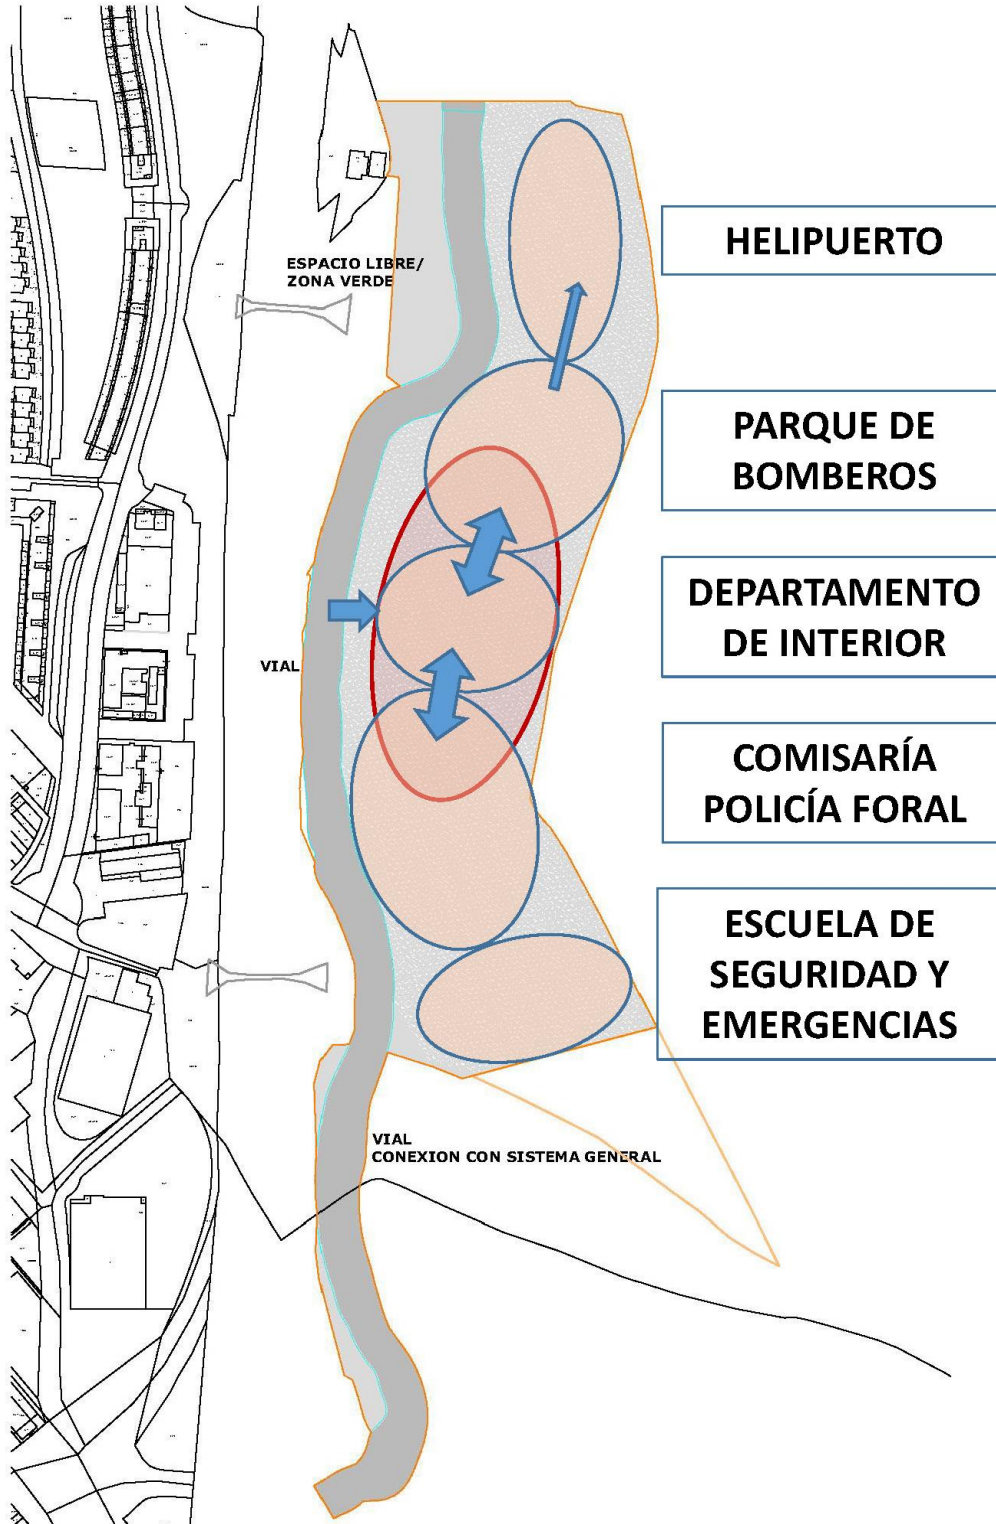 HELIPUERTO
ESPACIO LIBRE/
ZONA VERDE
PARQUE DE
BOMBEROS
DEPARTAMENTO
DE INTERIOR
VIAL
COMISARÍA
POLICÍA FORAL
ESCUELA DE
SEGURIDAD Y
EMERGENCIAS
VIAL
CONEXION CON SISTEMA GENERAL